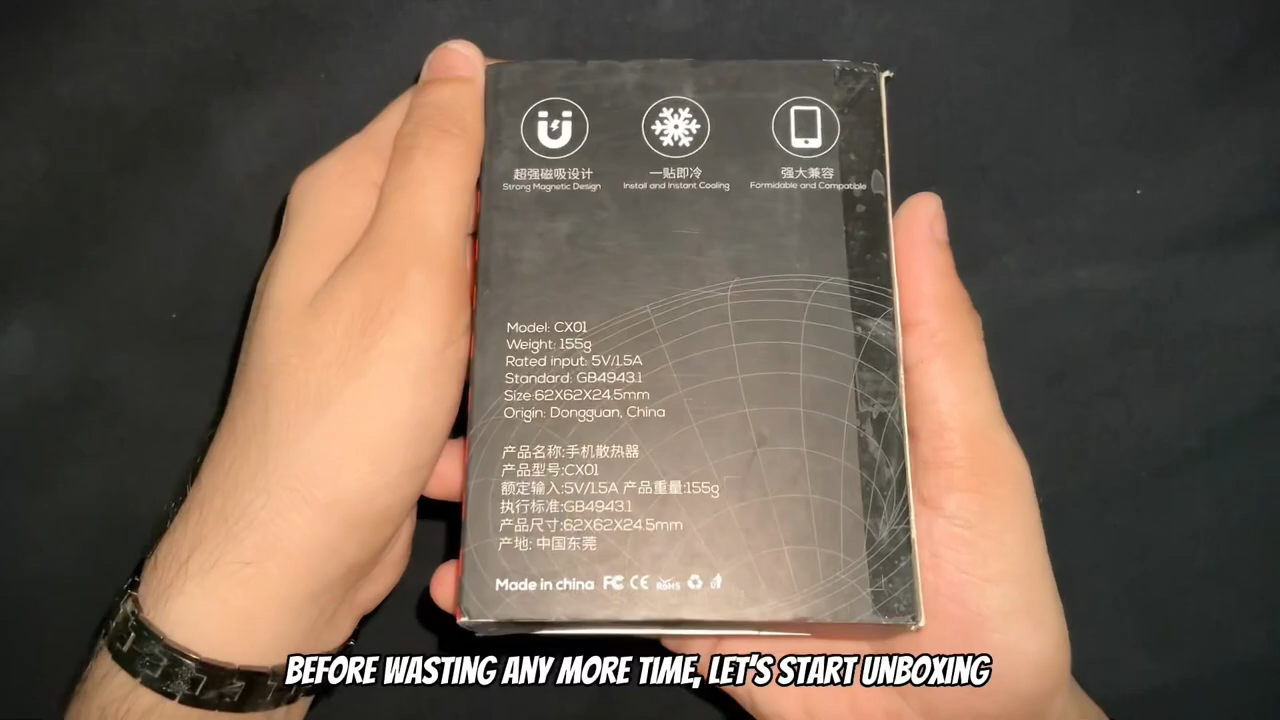 超强磁吸设计
Strong Magnetic Design
一贴即冷
Install and Instant Cooling
强大兼容
Formidable and Compatible
Model: CX01
Weight: 155g
Rated input: 5V/1.5A
Standard: GB4943.1
Size:62X62X24.5mm
Origin: Dongguan, China
产品名称:手机散热器
产品型号:CX01
额定输入:5V/1.5A 产品重量:155g
执行标准:GB4943.1
产品尺寸:62X62X24.5mm
产地: 中国东莞
Made in china FC CE RoHS
BEFORE WASTING ANY MORE TIME, LET'S START UNBOXING